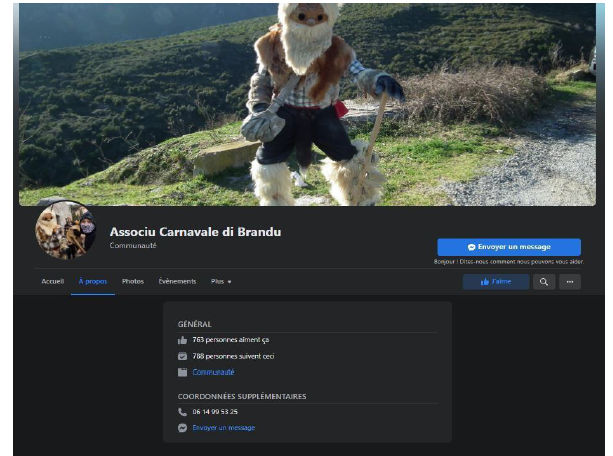 Associu Carnavale di Brandu
Communauté
Envoyer un message
Bonjour ! Dites-nous comment nous pouvons vous aider.
Accueil
À propos
Photos
Évènements
Plus
J'aime
GÉNÉRAL
763 personnes aiment ça
788 personnes suivent ceci
Communauté
COORDONNÉES SUPPLÉMENTAIRES
06 14 99 53 25
Envoyer un message